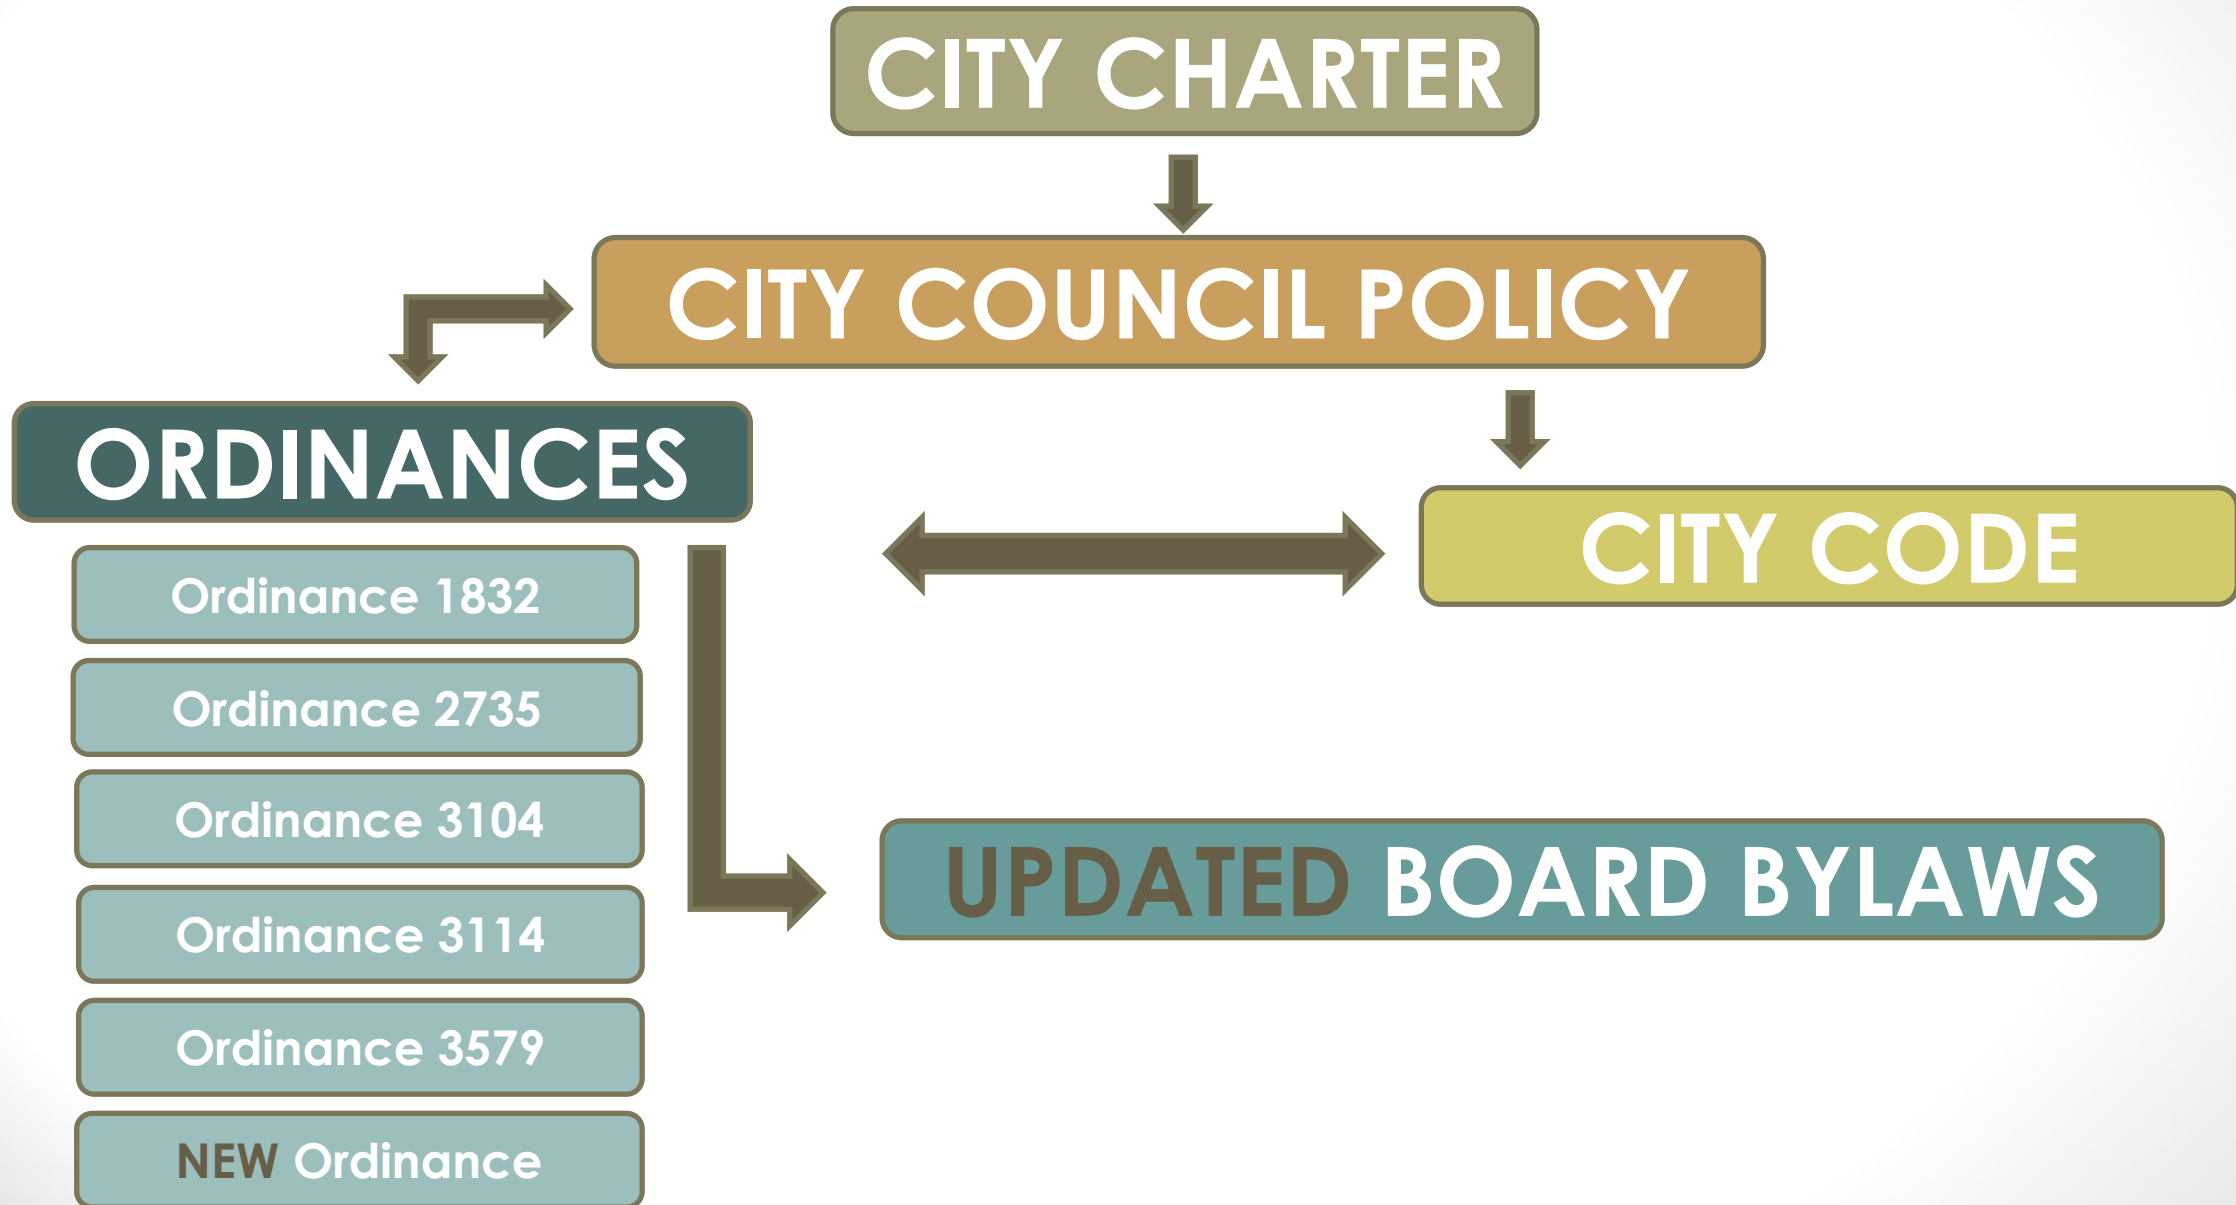 CITY CHARTER
CITY COUNCIL POLICY
ORDINANCES
CITY CODE
Ordinance 1832
Ordinance 2735
Ordinance 3104
UPDATED BOARD BYLAWS
Ordinance 3114
Ordinance 3579
NEW Ordinance